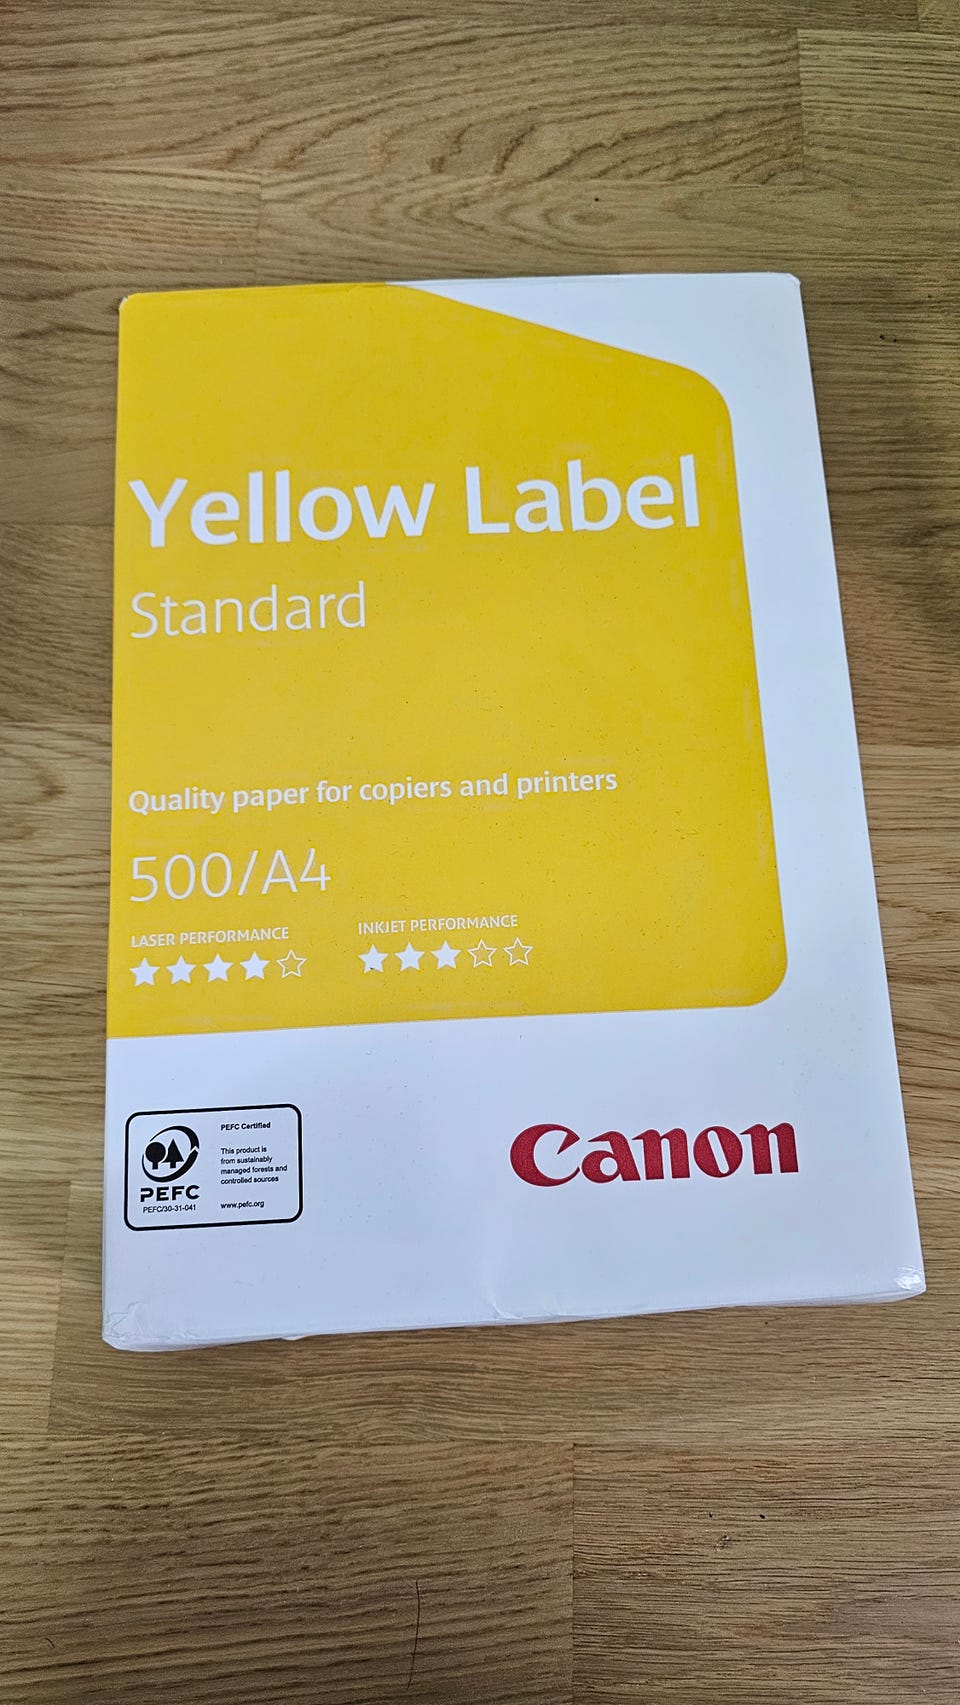 Yellow Label
Standard
Quality paper for copiers and printers
500/A4
LASER PERFORMANCE
INKJET PERFORMANCE
PEFC
PEFC/30-31-041
PEFC Certified
This product is
from sustainably
managed forests and
controlled sources
www.pefc.org
Canon